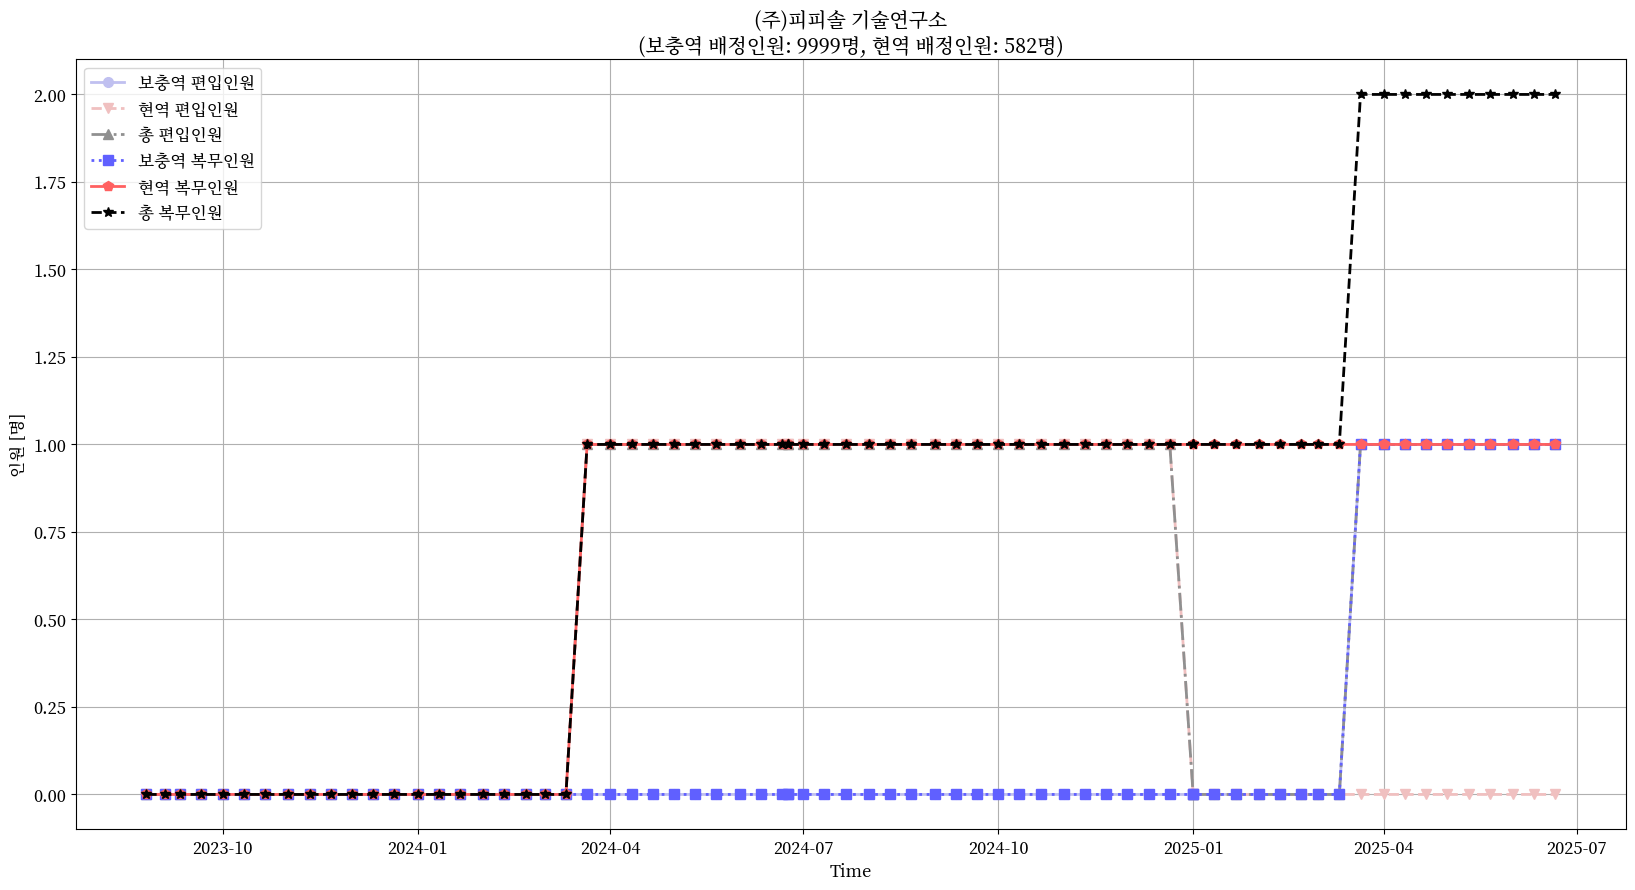 (주)피피솔 기술연구소
(보충역 배정인원: 9999명, 현역 배정인원: 582명)
보충역 편입인원
현역 편입인원
총 편입인원
보충역 복무인원
현역 복무인원
총 복무인원
2.00
1.75
1.50
1.25
1.00
0.75
0.50
0.25
0.00
인원 [명]
2023-10 2024-01 2024-04 2024-07 2024-10 2025-01 2025-04 2025-07
Time